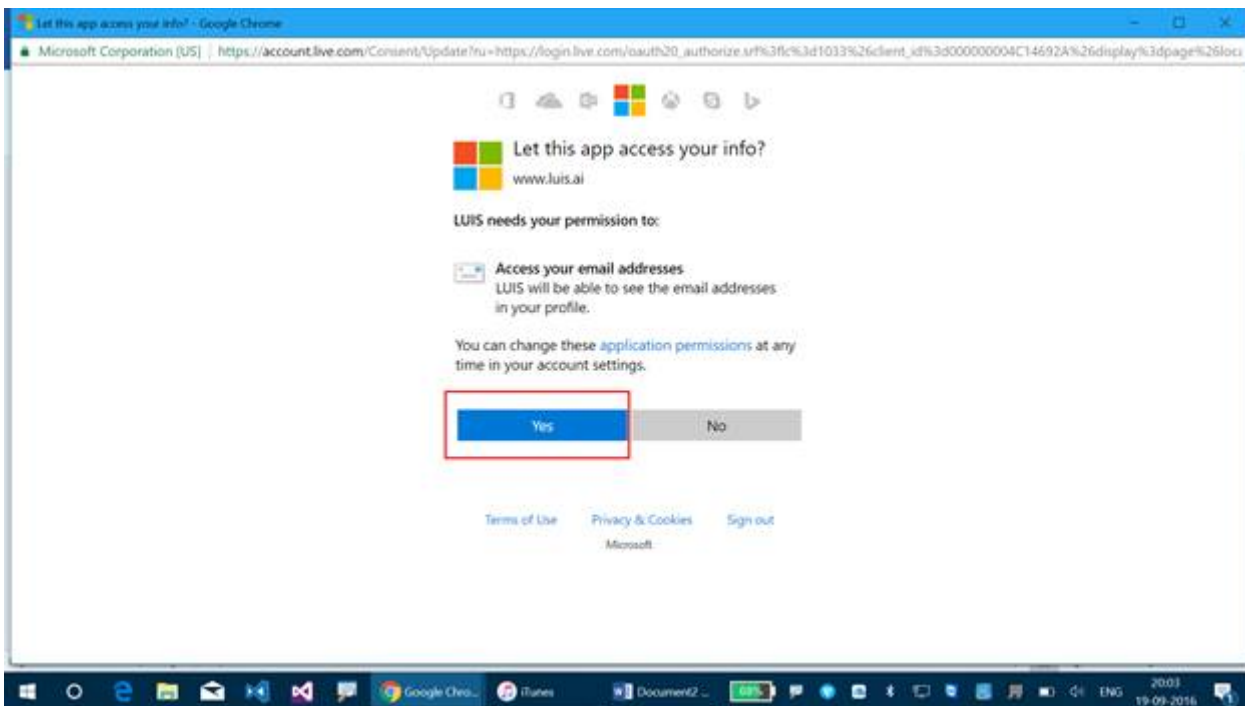 Let this app access your info? - Google Chrome
Microsoft Corporation [US] | https://account.live.com/Consent/Update?ru=https://login.live.com/oauth20_authorize.srf%3flc%3d1033%26client_id%3d000000004C14692A%26display%3dpage%26loca
Let this app access your info?
www.luis.ai
LUIS needs your permission to:
Access your email addresses
LUIS will be able to see the email addresses
in your profile.
You can change these application permissions at any
time in your account settings.
Yes No
Terms of Use Privacy & Cookies Sign out
Microsoft
Google Chro... iTunes Document2 ... ENG 20:03
19-09-2016